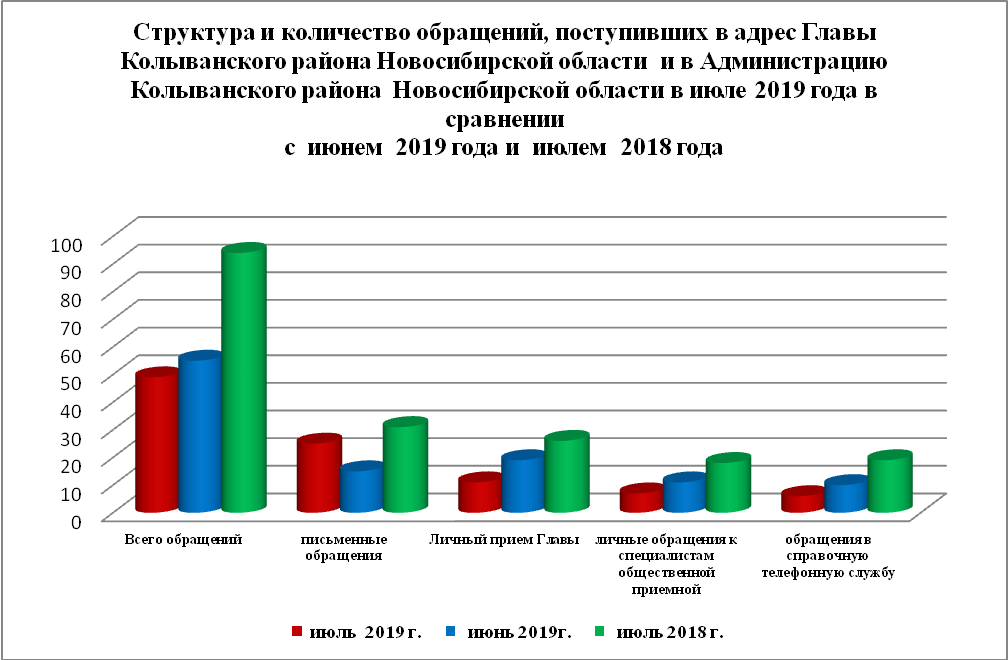 Структура и количество обращений, поступивших в адрес Главы
Колыванского района Новосибирской области и в Администрацию
Колыванского района Новосибирской области в июле 2019 года в
сравнении
с июнем 2019 года и июлем 2018 года
100
90
80
70
60
50
40
30
20
10
0
Всего обращений
письменные
обращения
Личный прием Главы
личные обращения к
специалистам
общественной
приемной
обращения в
справочную
телефонную службу
июль 2019 г.
июнь 2019г.
июль 2018 г.